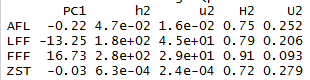 PC1 h2 u2 H2 U2
AFL -0.22 4.7e-02 1.6e-02 0.75 0.252
LFF -13.25 1.8e+02 4.5e+01 0.79 0.206
FFF 16.73 2.8e+02 2.9e+01 0.91 0.093
ZST -0.03 6.3e-04 2.4e-04 0.72 0.279